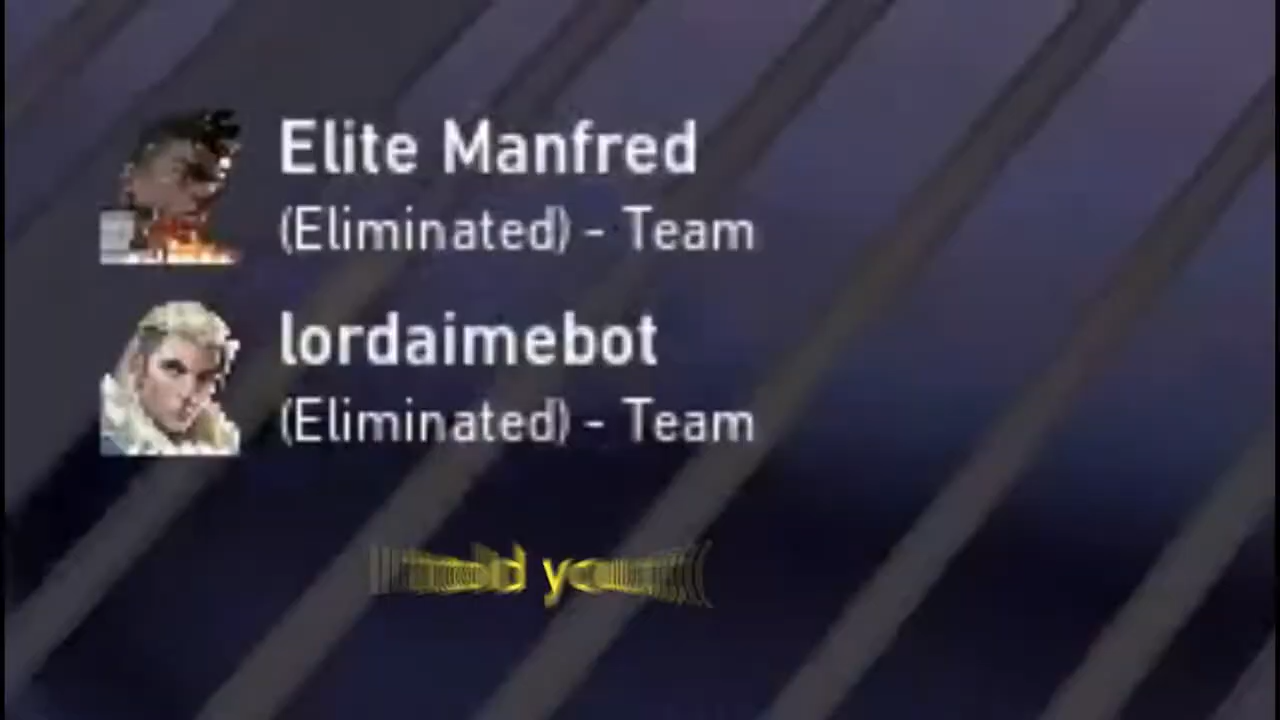 Elite Manfred
(Eliminated) - Team
lordaimebot
(Eliminated) - Team